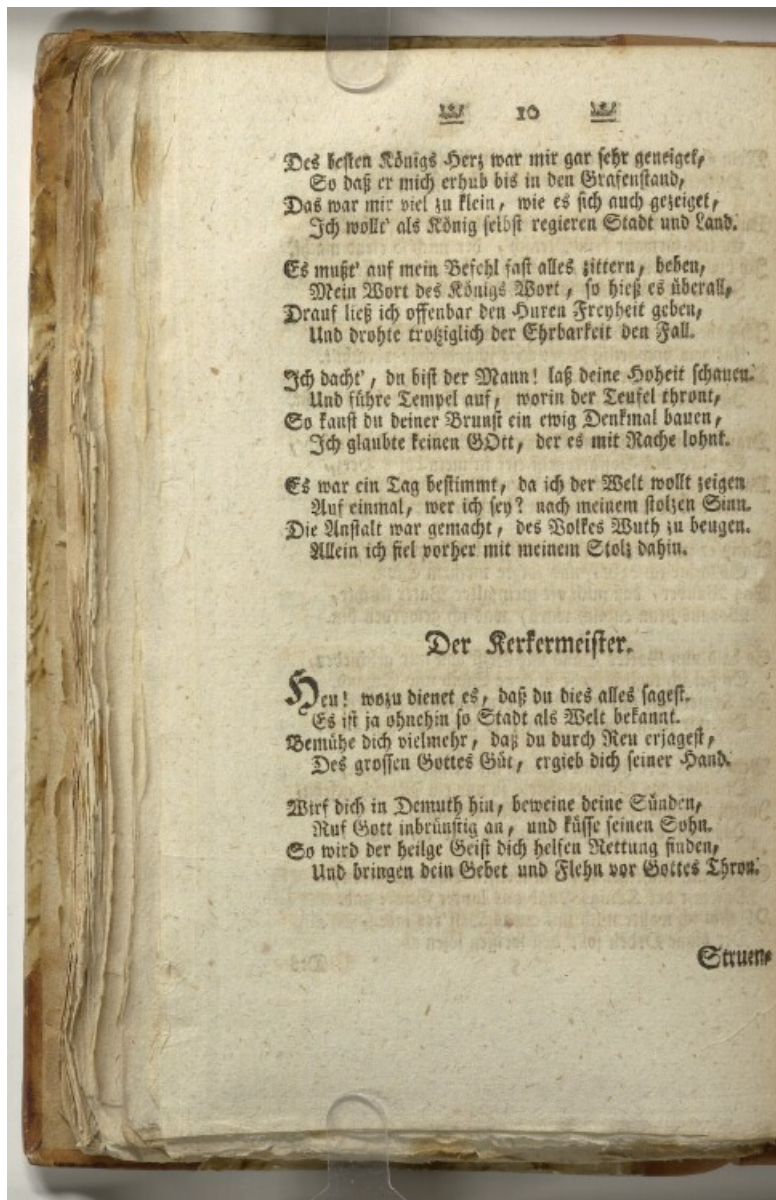 10
Des besten Königs Herz war mir gar sehr geneiget,
So daß er mich erhub bis in den Grafenstand,
Das war mir viel zu klein, wie es sich auch gezeiget,
Ich wollt' als König selbst regieren Stadt und Land.
Es mußt' auf mein Befehl fast alles zittern, beben,
Mein Wort des Königs Wort, so hieß es überall,
Drauf ließ ich offenbar den Huren Freyheit geben,
Und drohte trotziglich der Ehrbarkeit den Fall.
Ich dacht', du bist der Mann! laß deine Hoheit schauen.
Und führe Tempel auf, worin der Teufel thront,
So kanst du deiner Brunst ein ewig Denkmal bauen,
Ich glaubte keinen GOtt, der es mit Rache lohnt.
Es war ein Tag bestimmt, da ich der Welt wollt zeigen
Auf einmal, wer ich sey? nach meinem stolzen Sinn.
Die Anstalt war gemacht, des Volkes Wuth zu beugen.
Allein ich fiel vorher mit meinem Stolz dahin.
Der Kerkermeister.
Heu! wozu dienet es, daß du dies alles sagest.
Es ist ja ohnehin so Stadt als Welt bekannt.
Bemühe dich vielmehr, daß du durch Reu erjagest,
Des grossen Gottes Güt, ergieb dich seiner Hand.
Wirf dich in Demuth hin, beweine deine Sünden,
Ruf Gott inbrünstig an, und küsse seinen Sohn.
So wird der heilge Geist dich helfen Rettung finden,
Und bringen dein Gebet und Flehn vor Gottes Thron.
Struen-